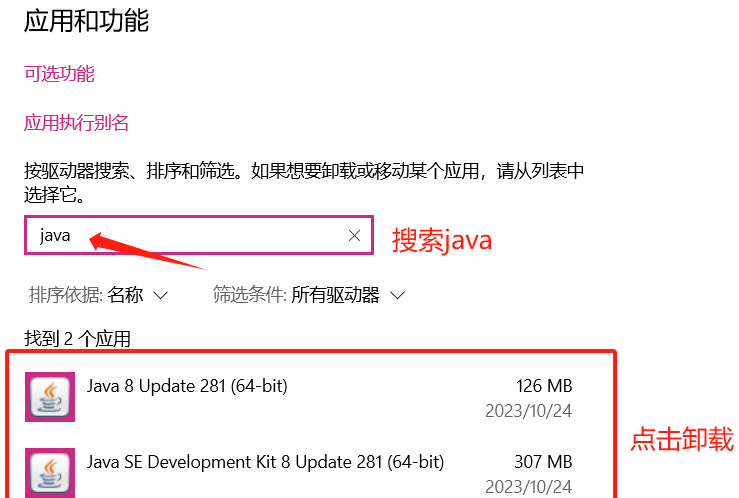 应用和功能
可选功能
应用执行别名
按驱动器搜索、排序和筛选。如果想要卸载或移动某个应用，请从列表中
选择它。
java
搜索java
排序依据: 名称 筛选条件: 所有驱动器
找到 2 个应用
Java 8 Update 281 (64-bit) 126 MB
2023/10/24
点击卸载
Java SE Development Kit 8 Update 281 (64-bit) 307 MB
2023/10/24